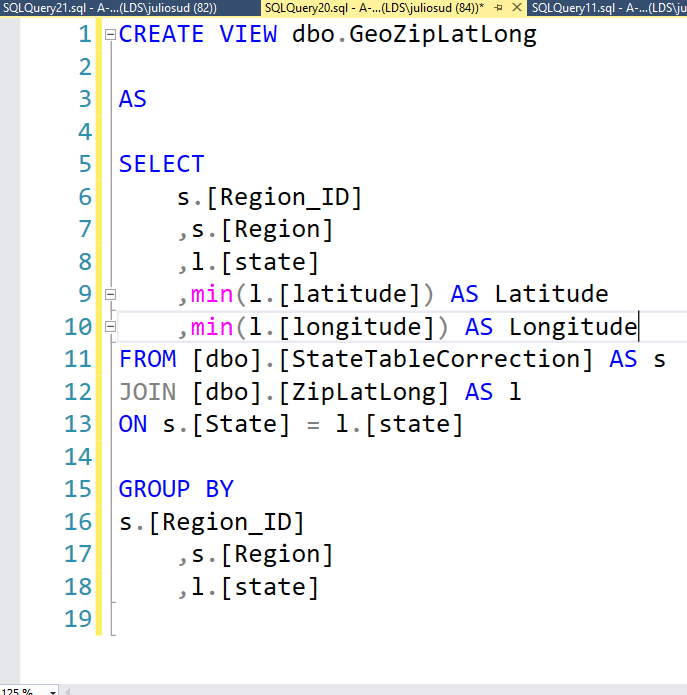 SQLQuery21.sql - A-...(LDS\juliosud (82)) SQLQuery20.sql - A-...(LDS\juliosud (84))* SQLQuery11.sql - A-...(LDS\ju
1 CREATE VIEW dbo.GeoZipLatLong
2
3 AS
4
5 SELECT
6 s.[Region_ID]
7 ,s.[Region]
8 ,l.[state]
9 ,min(l.[latitude]) AS Latitude
10 ,min(l.[longitude]) AS Longitude
11 FROM [dbo].[StateTableCorrection] AS s
12 JOIN [dbo].[ZipLatLong] AS l
13 ON s.[State] = l.[state]
14
15 GROUP BY
16 s.[Region_ID]
17 ,s.[Region]
18 ,l.[state]
19
125 %